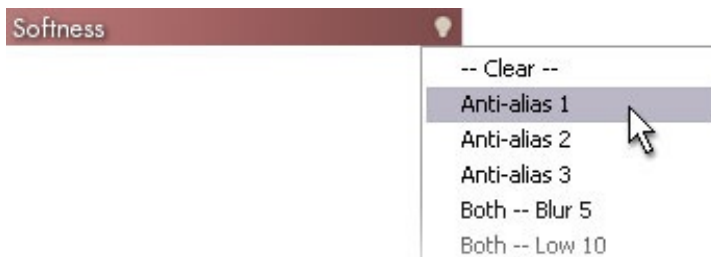 Softness
-- Clear --
Anti-alias 1
Anti-alias 2
Anti-alias 3
Both -- Blur 5
Both -- Low 10